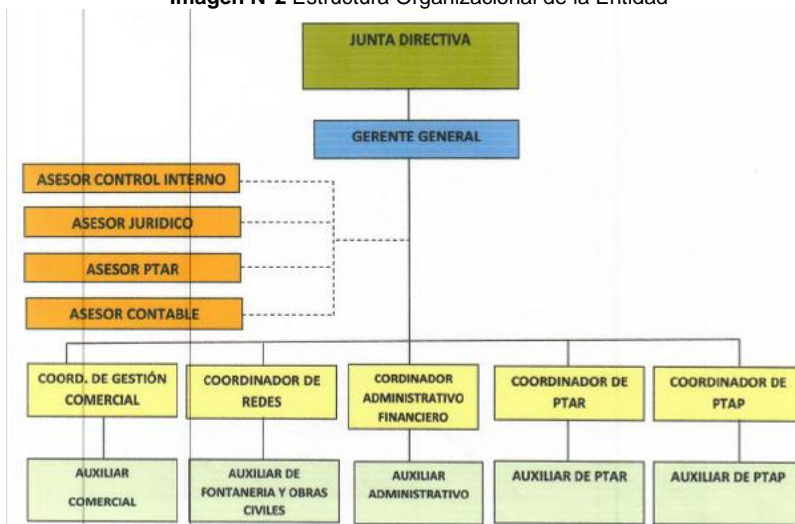 Imagen N°2 Estructura Organizacional de la Entidad
JUNTA DIRECTIVA
GERENTE GENERAL
ASESOR CONTROL INTERNO
ASESOR JURIDICO
ASESOR PTAR
ASESOR CONTABLE
COORD. DE GESTIÓN
COMERCIAL
COORDINADOR DE
REDES
CORDINADOR
ADMINISTRATIVO
FINANCIERO
COORDINADOR DE
PTAR
COORDINADOR DE
PTAP
AUXILIAR
COMERCIAL
AUXILIAR DE
FONTANERIA Y OBRAS
CIVILES
AUXILIAR
ADMINISTRATIVO
AUXILIAR DE PTAR
AUXILIAR DE PTAP